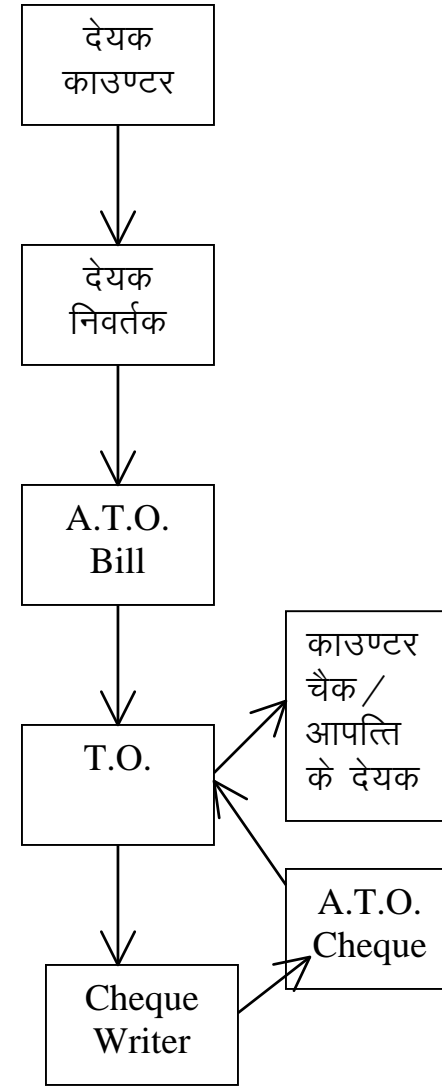 देयक
काउण्टर
देयक
निवर्तक
A.T.O.
Bill
T.O.
काउण्टर
चैक /
आपत्ति
के देयक
A.T.O.
Cheque
Cheque
Writer